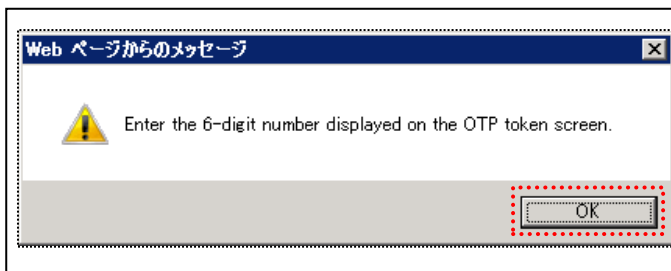 Web ページからのメッセージ
Enter the 6-digit number displayed on the OTP token screen.
OK